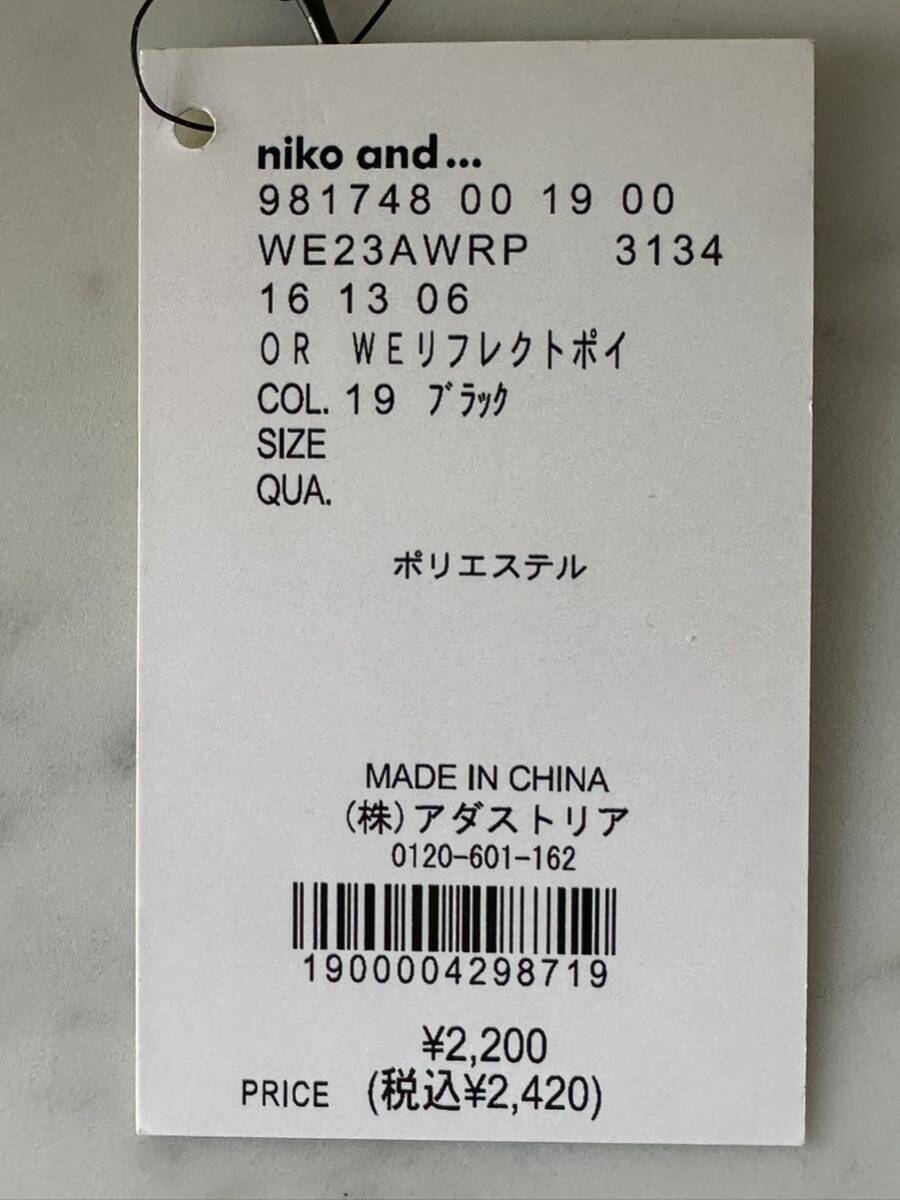 niko and...
981748 00 19 00
WE23AWRP 3134
16 13 06
OR WEリフレクトポイ
COL. 19 ブラック
SIZE
QUA.
ポリエステル
MADE IN CHINA
(株)アダストリア
0120-601-162
1900004298719
¥2,200
PRICE (税込¥2,420)